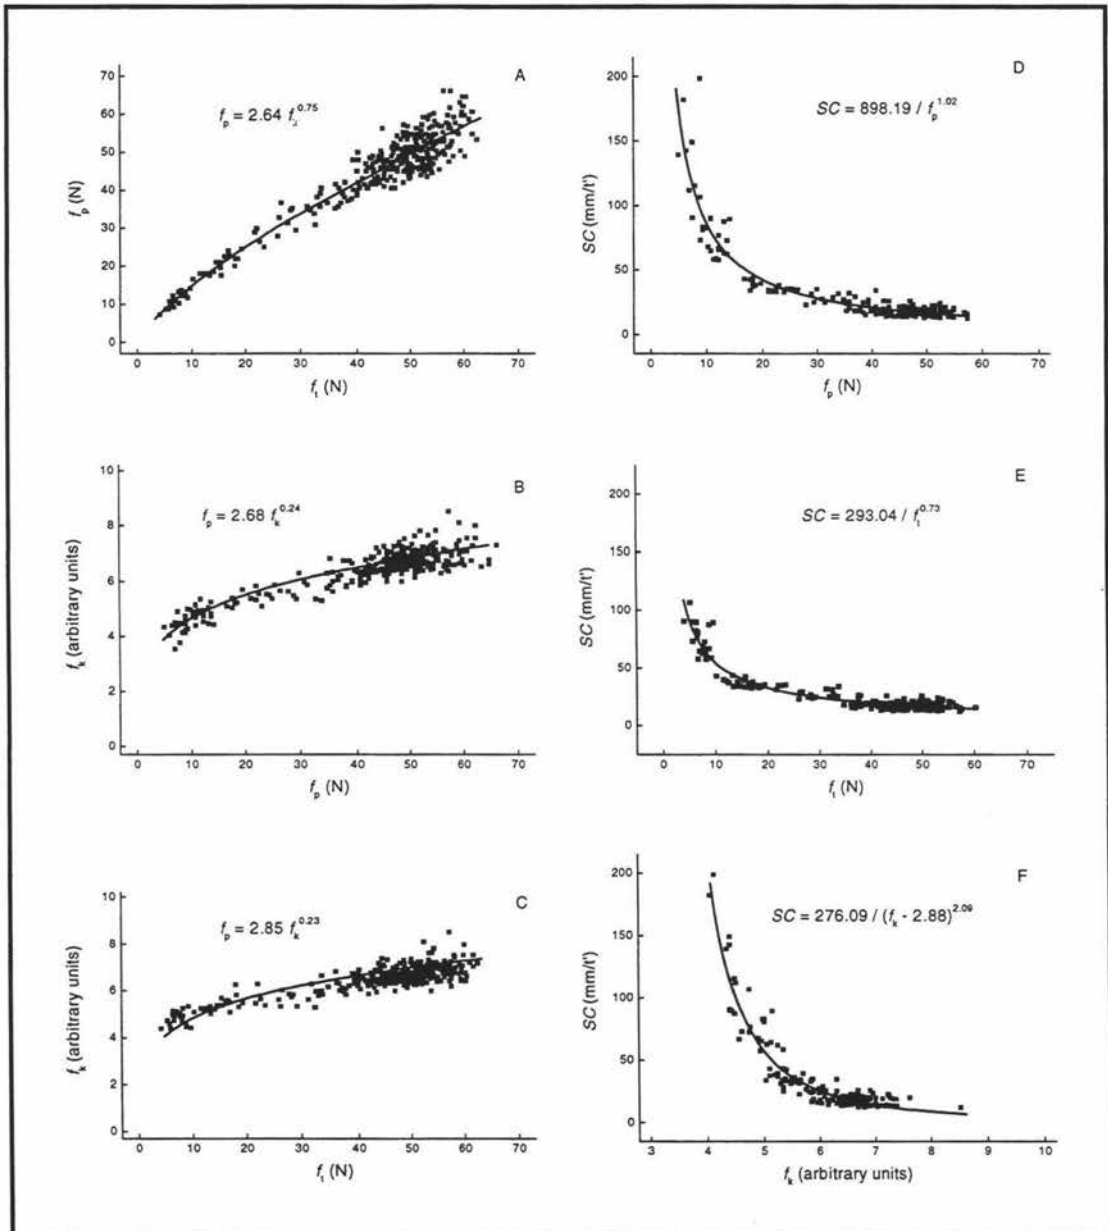 A
f_p = 2.64 f^0.75
f_p (N)
70
60
50
40
30
20
10
0
0 10 20 30 40 50 60 70
f_t (N)
D
SC = 898.19 / f_p^1.02
SC (mm/t')
200
150
100
50
0
0 10 20 30 40 50 60 70
f_p (N)
B
f_p = 2.68 f_k^0.24
f_k (arbitrary units)
10
8
6
4
2
0
0 10 20 30 40 50 60 70
f_p (N)
E
SC = 293.04 / f_t^0.73
SC (mm/t')
200
150
100
50
0
0 10 20 30 40 50 60 70
f_t (N)
C
f_p = 2.85 f_k^0.23
f_k (arbitrary units)
10
8
6
4
2
0
0 10 20 30 40 50 60 70
f_t (N)
F
SC = 276.09 / (f_k - 2.88)^2.09
SC (mm/t')
200
150
100
50
0
3 4 5 6 7 8 9 10
f_k (arbitrary units)